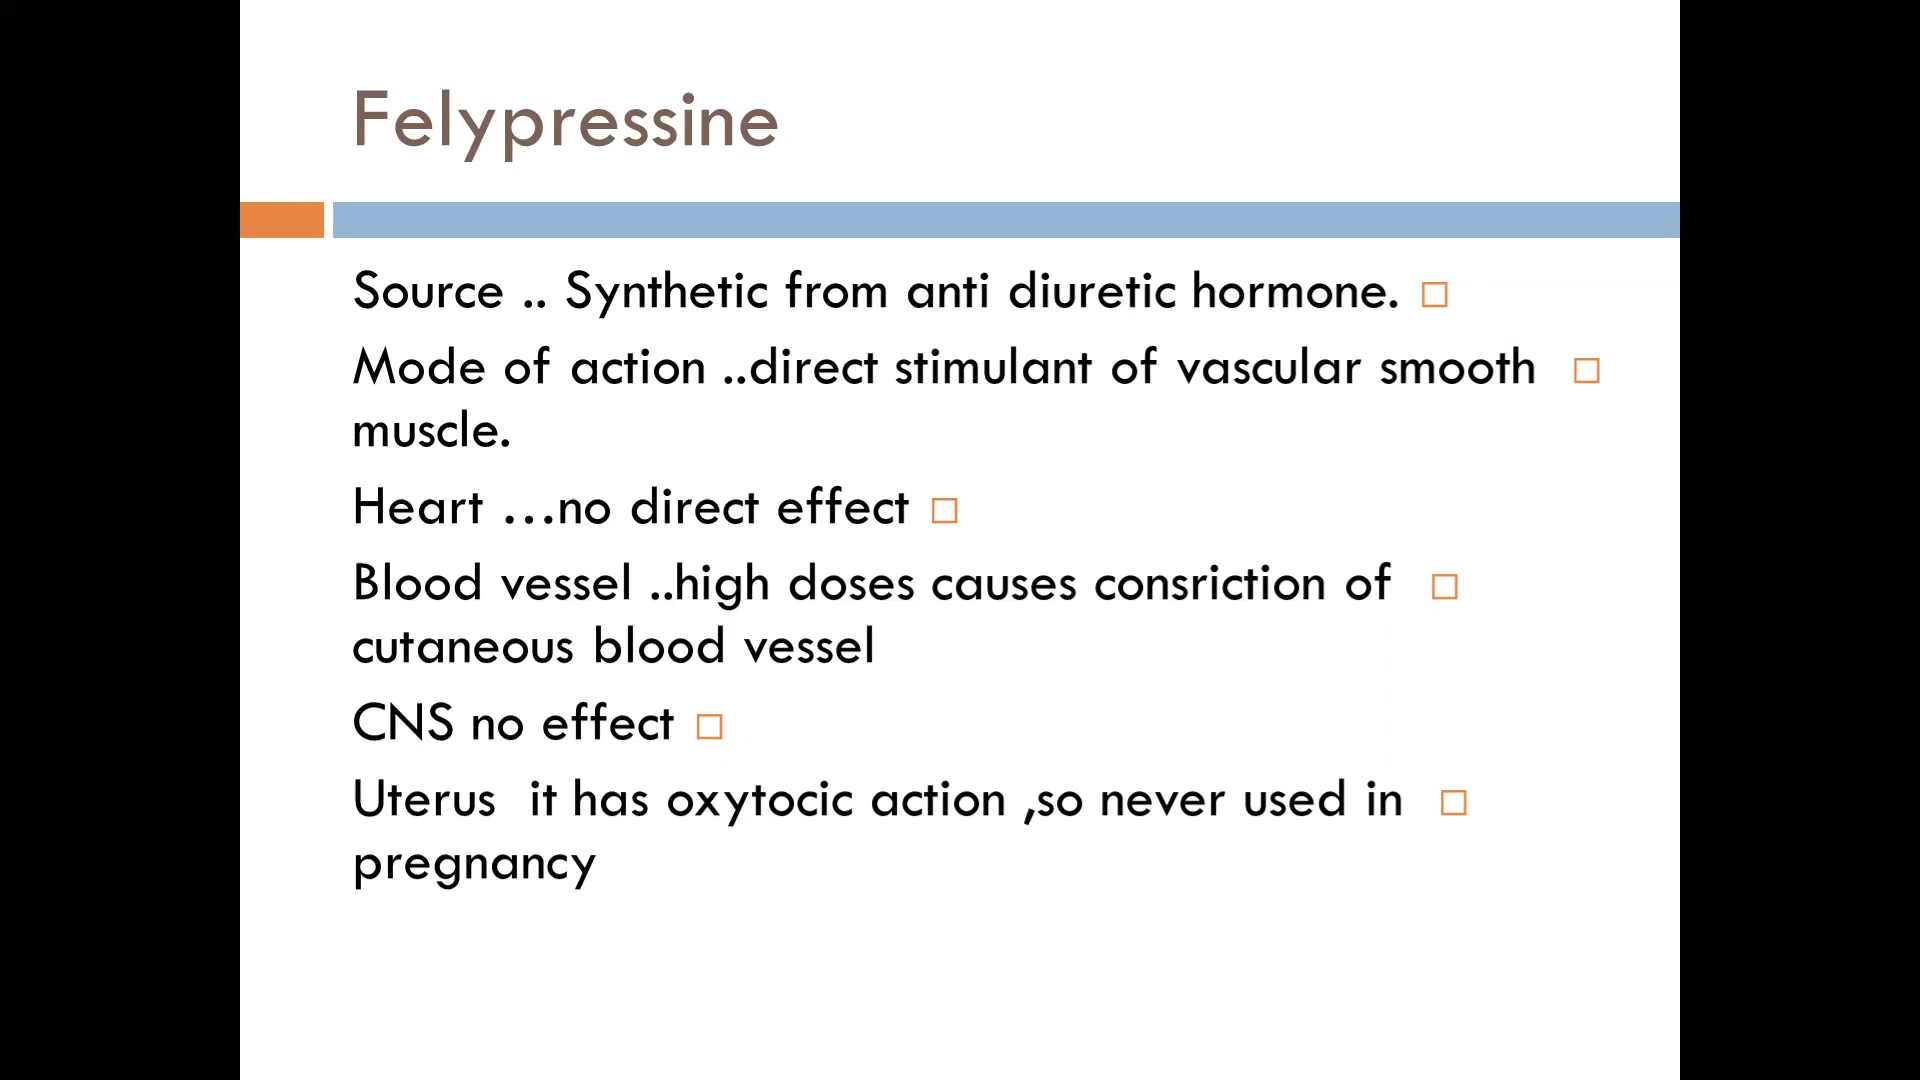 Felypressine
Source .. Synthetic from anti diuretic hormone.
Mode of action ..direct stimulant of vascular smooth
muscle.
Heart ...no direct effect
Blood vessel ..high doses causes consriction of
cutaneous blood vessel
CNS no effect
Uterus  it has oxytocic action ,so never used in
pregnancy